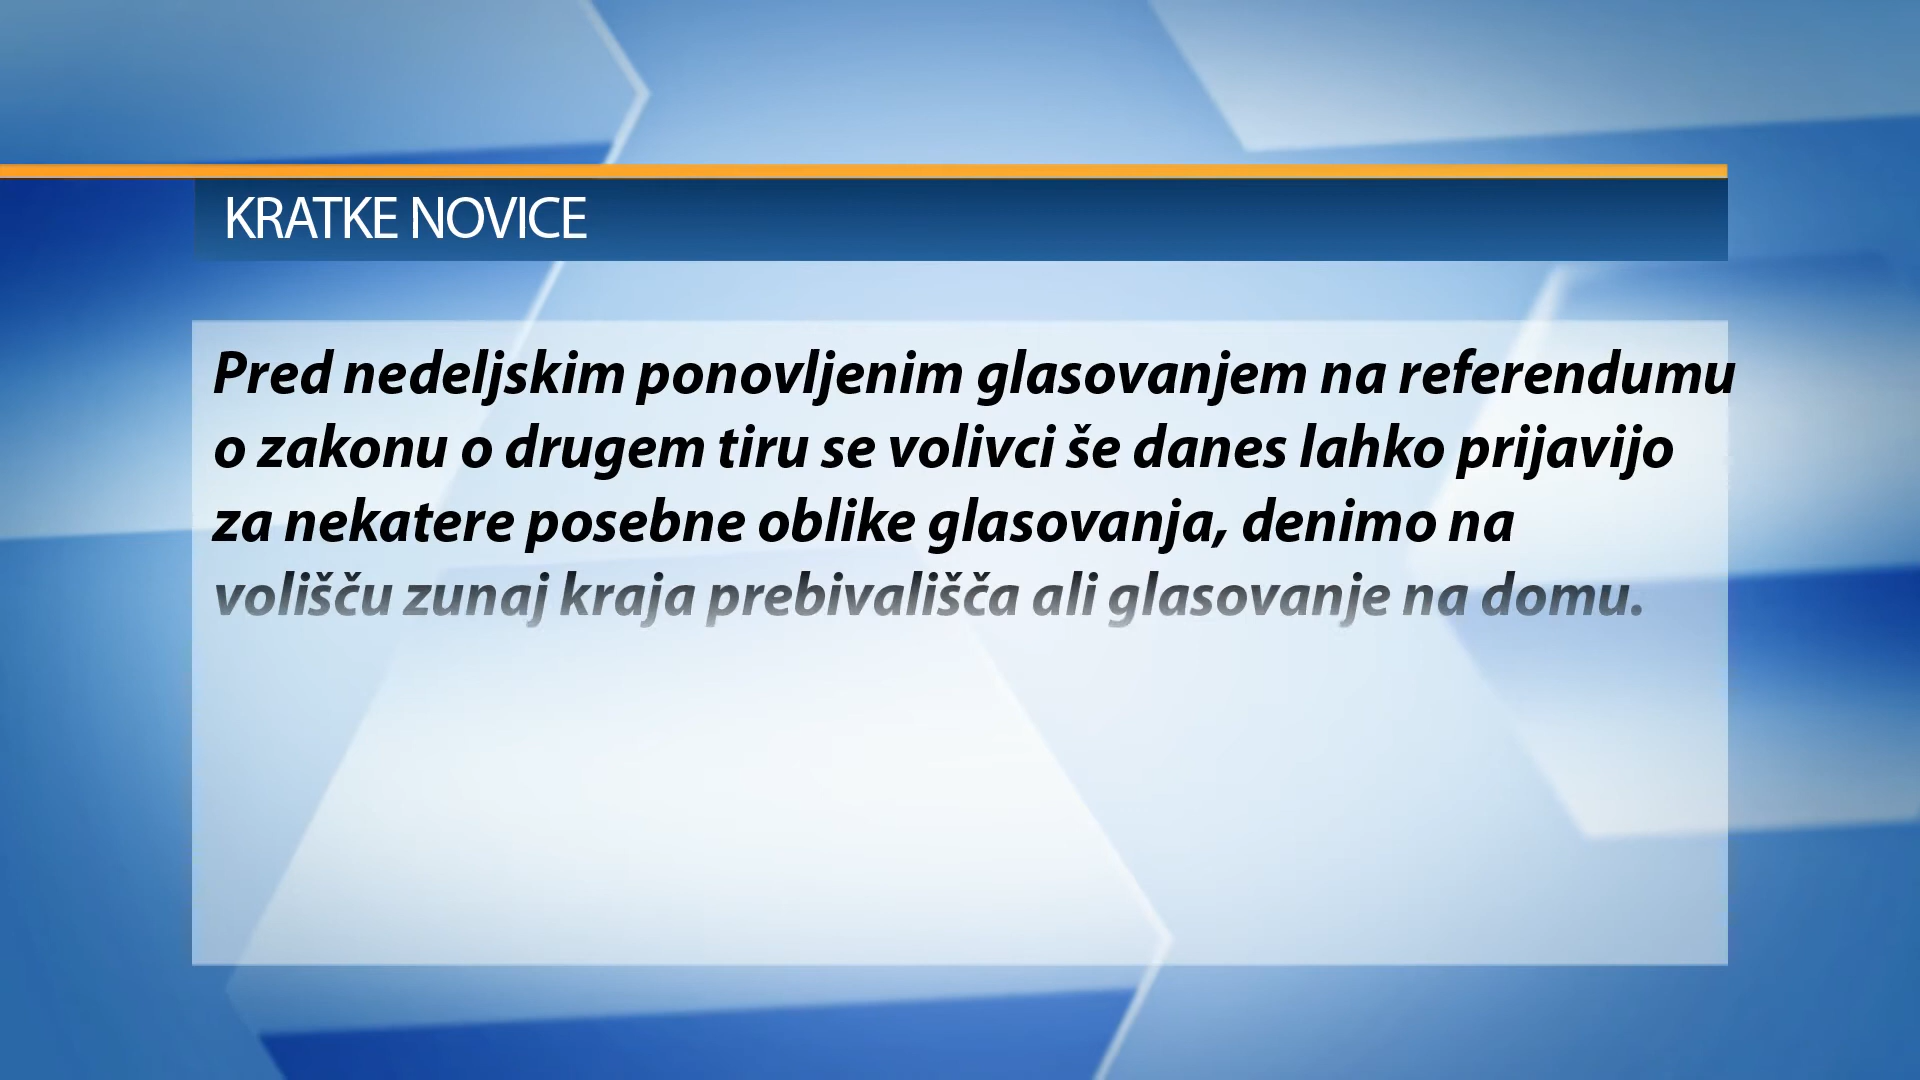 KRATKE NOVICE
Pred nedeljskim ponovljenim glasovanjem na referendumu
o zakonu o drugem tiru se volivci še danes lahko prijavijo
za nekatere posebne oblike glasovanja, denimo na
volišču zunaj kraja prebivališča ali glasovanje na domu.